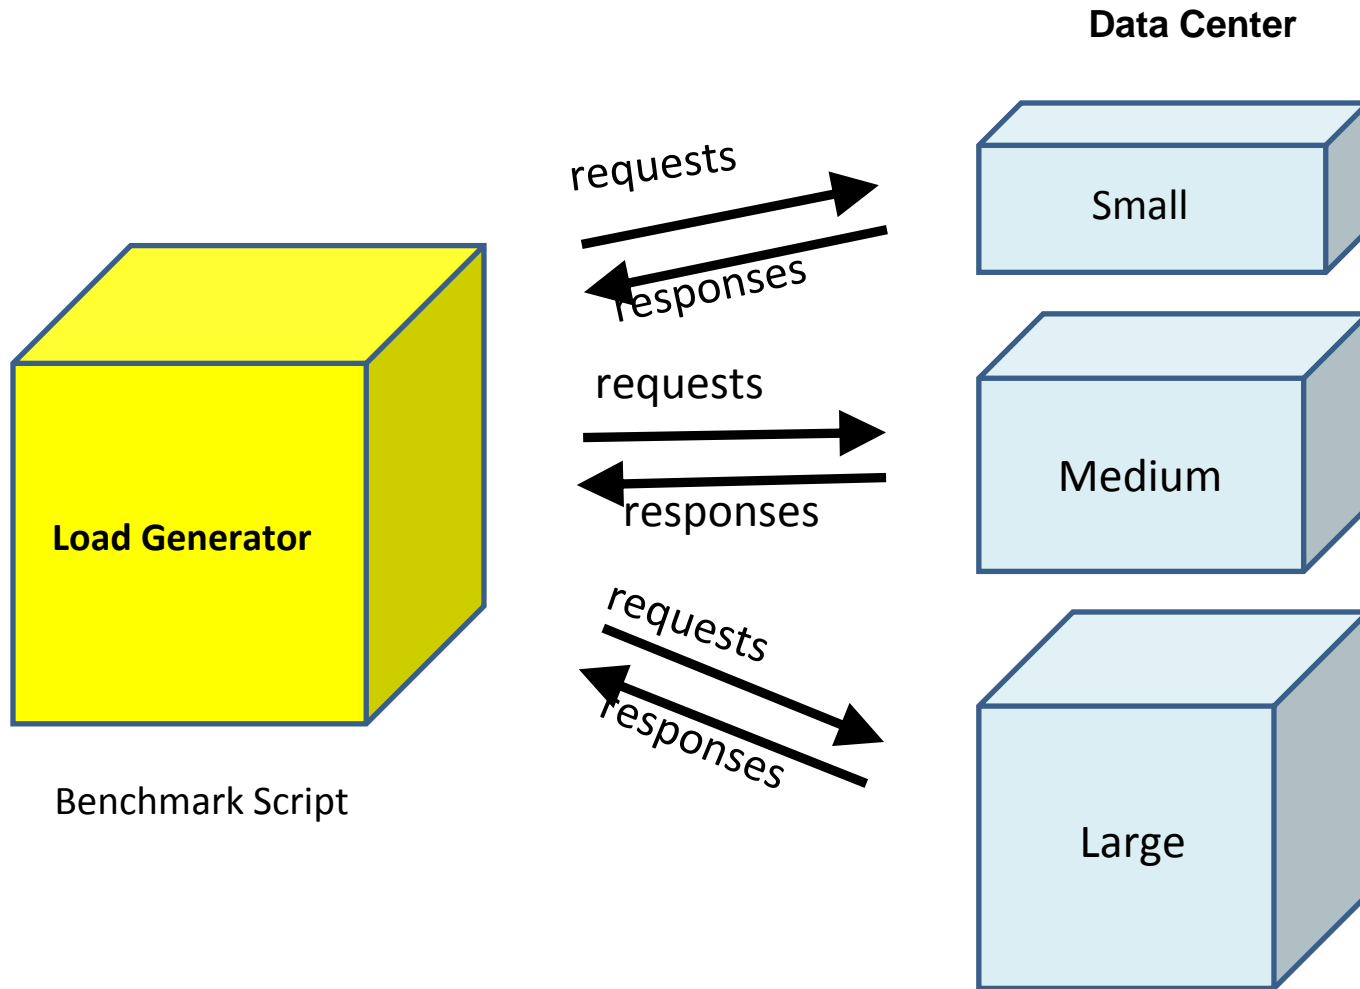 Data Center
requests
responses
Small
requests
responses
Medium
Load Generator
requests
responses
Large
Benchmark Script